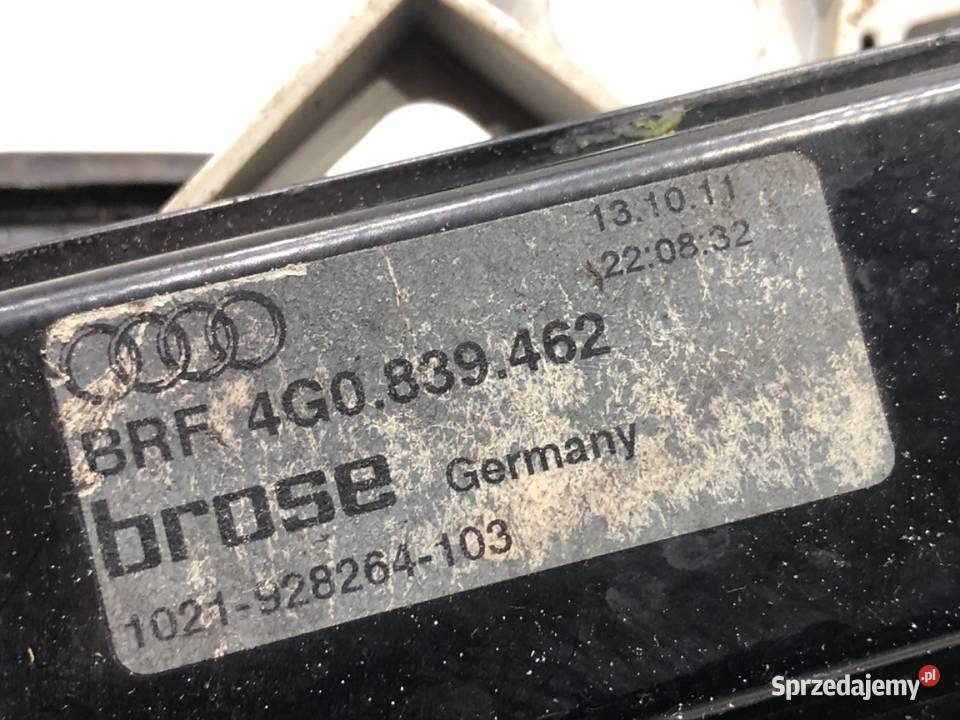 13.10.11
22:08:32
BRF 4G0.839.462
brose Germany
1021-928264-103
Sprzedajemy.pl